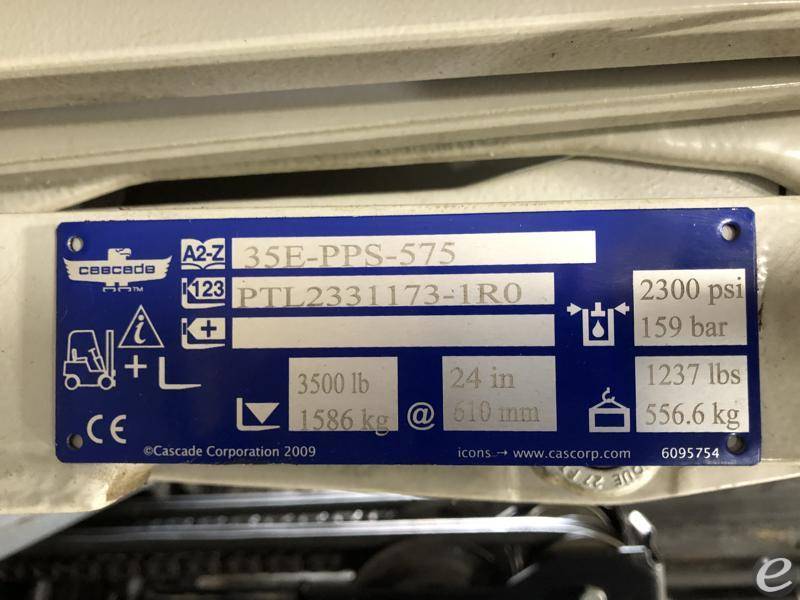 cascade TM
A2-Z 35E-PPS-575
123 PTL2331173-1R0
+
2300 psi
159 bar
i
+
3500 lb
1586 kg
@
24 in
610 mm
1237 lbs
556.6 kg
CE
©Cascade Corporation 2009
icons → www.cascorp.com
6095754
e